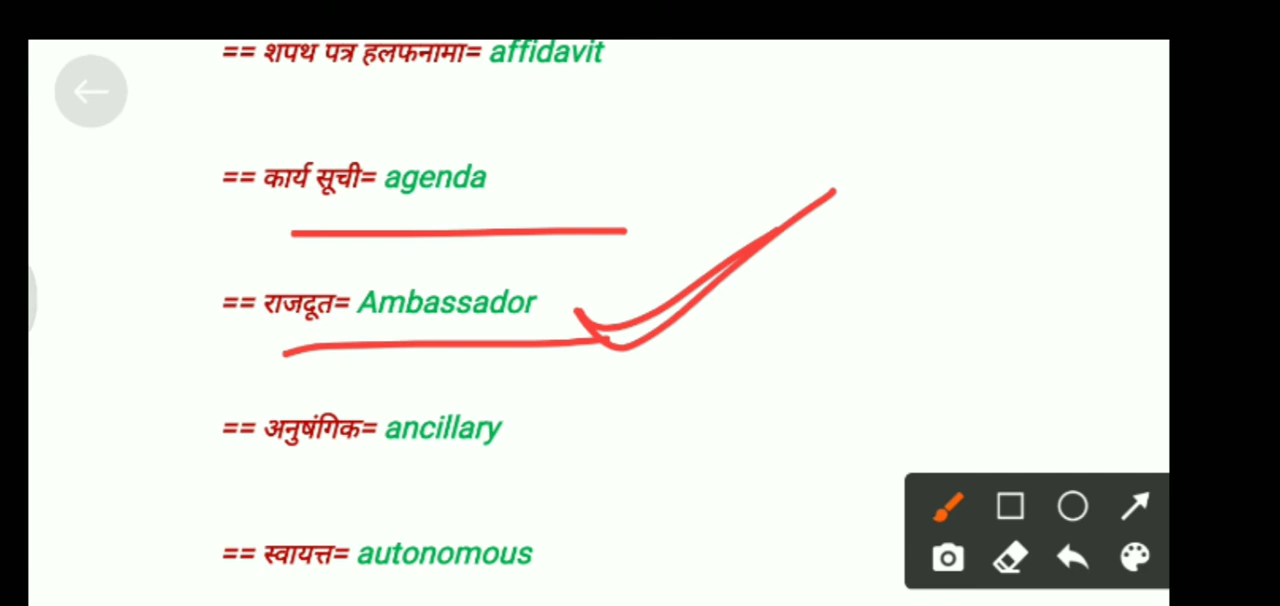 == शपथ पत्र हलफनामा= affidavit
== कार्य सूची= agenda
== राजदूत= Ambassador
== अनुषंगिक= ancillary
== स्वायत्त= autonomous